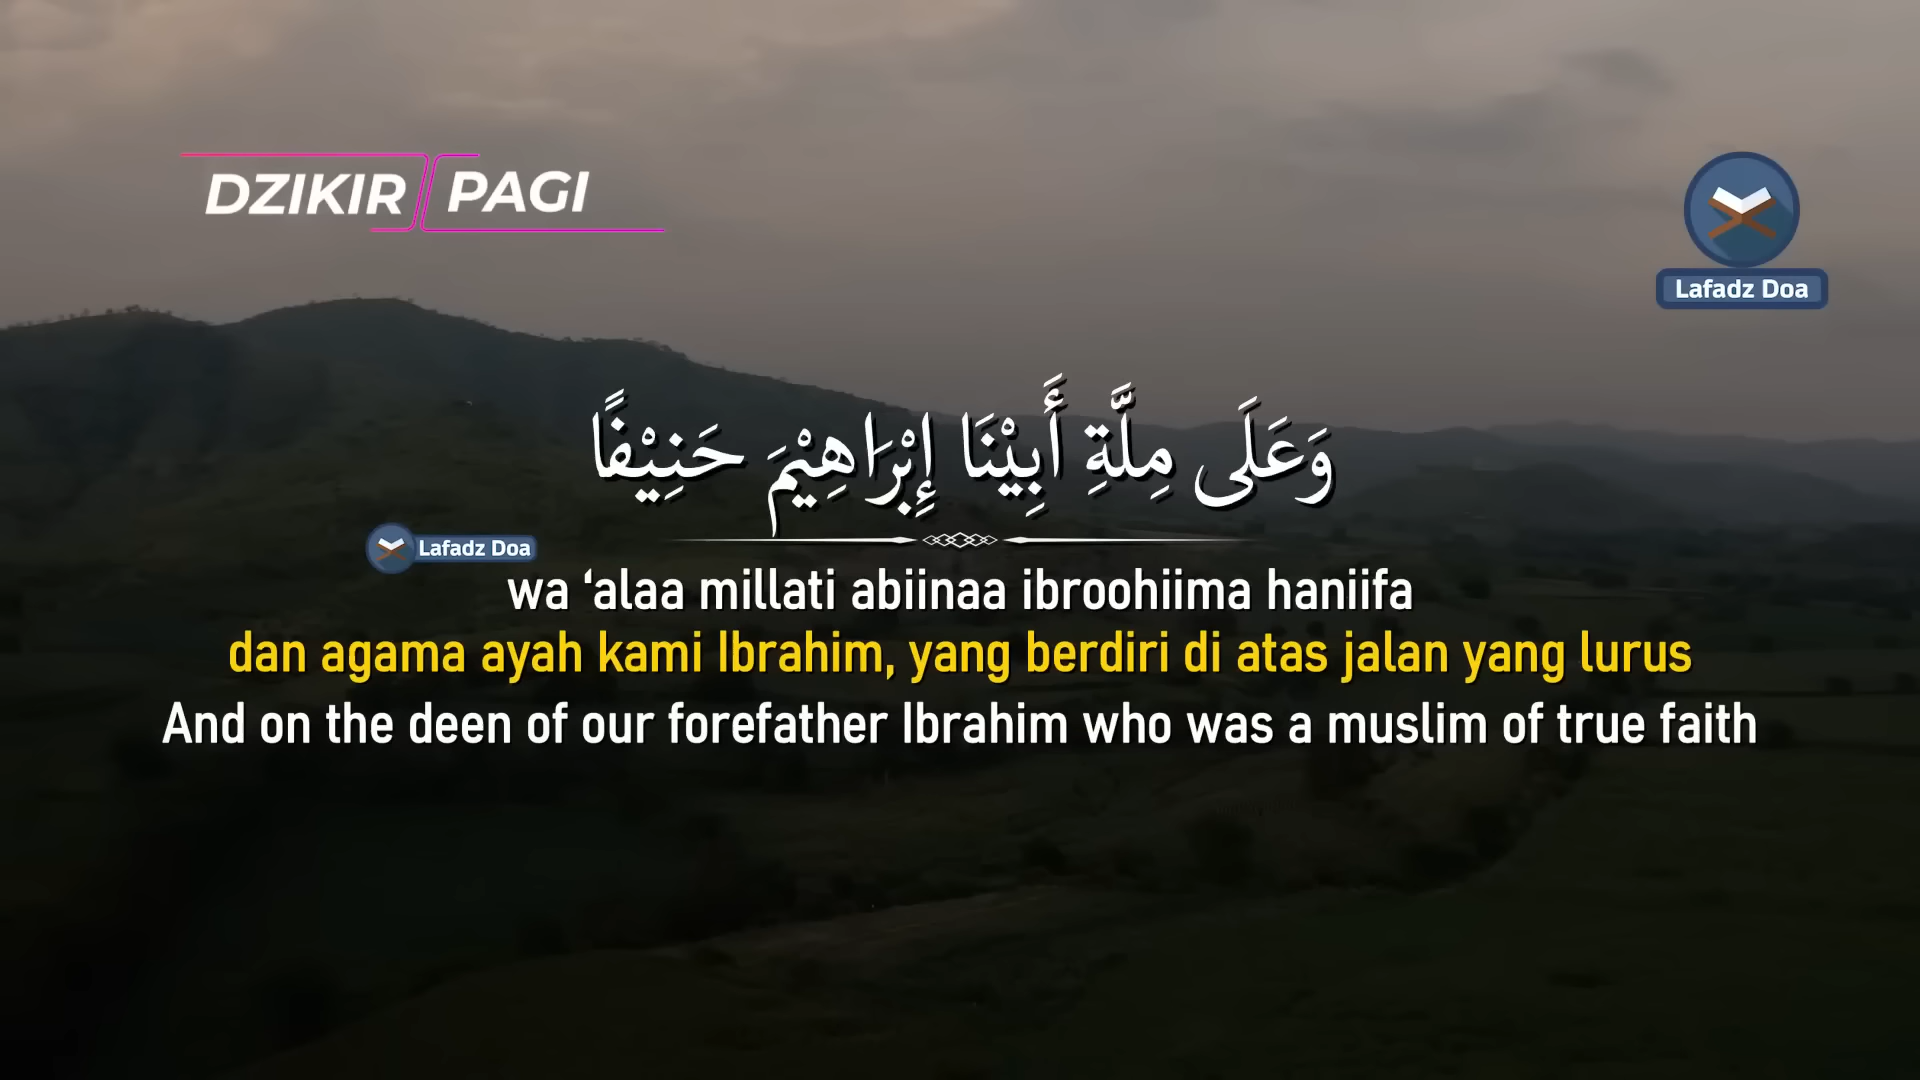 DZIKIR PAGI
Lafadz Doa
وَعَلَى مِلَّةِ أَبِيْنَا إِبْرَاهِيْمَ حَنِيْفًا
Lafadz Doa
wa ‘alaa millati abiinaa ibroohiima haniifa
dan agama ayah kami Ibrahim, yang berdiri di atas jalan yang lurus
And on the deen of our forefather Ibrahim who was a muslim of true faith